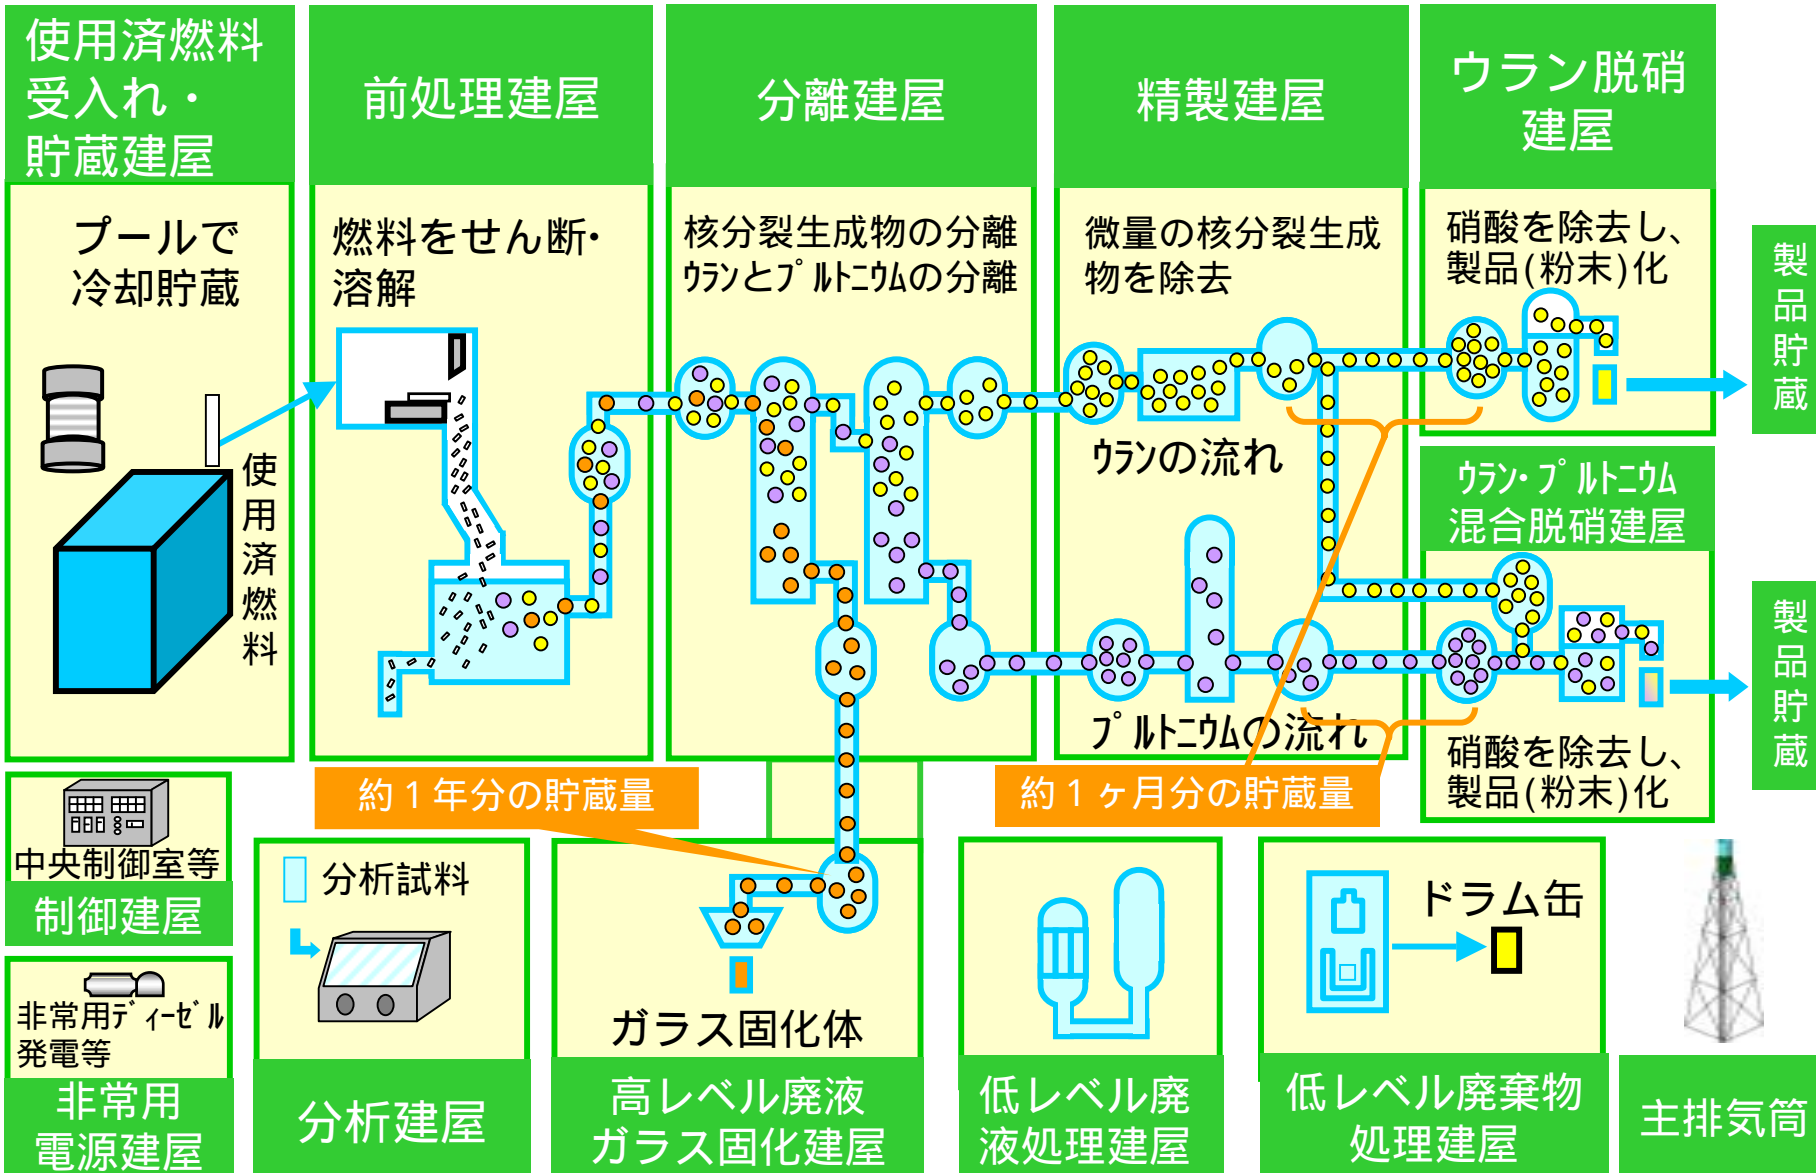 使用済燃料
受入れ・
貯蔵建屋
前処理建屋
分離建屋
精製建屋
ウラン脱硝
建屋
プールで
冷却貯蔵
使用済燃料
燃料をせん断・
溶解
核分裂生成物の分離
ｳﾗﾝとﾌﾟﾙﾄﾆｳﾑの分離
微量の核分裂生成
物を除去
硝酸を除去し、
製品(粉末)化
製品貯蔵
ｳﾗﾝの流れ
ｳﾗﾝ･ﾌﾟﾙﾄﾆｳﾑ
混合脱硝建屋
製品貯蔵
ﾌﾟﾙﾄﾆｳﾑの流れ
硝酸を除去し、
製品(粉末)化
約１年分の貯蔵量
約１ヶ月分の貯蔵量
中央制御室等
制御建屋
非常用ﾃﾞｨｰｾﾞﾙ
発電等
非常用
電源建屋
分析試料
分析建屋
ガラス固化体
高レベル廃液
ガラス固化建屋
低レベル廃
液処理建屋
ドラム缶
低レベル廃棄物
処理建屋
主排気筒